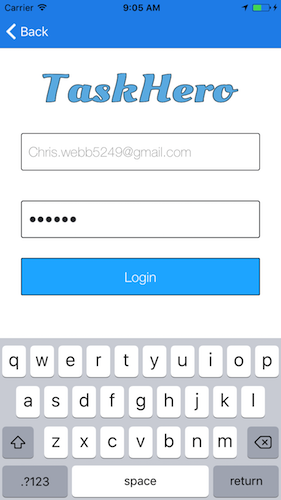 Carrier 9:05 AM
Back
TaskHero
Chris.webb5249@gmail.com
••••••
Login
q w e r t y u i o p
a s d f g h j k l
z x c v b n m
.?123 space return